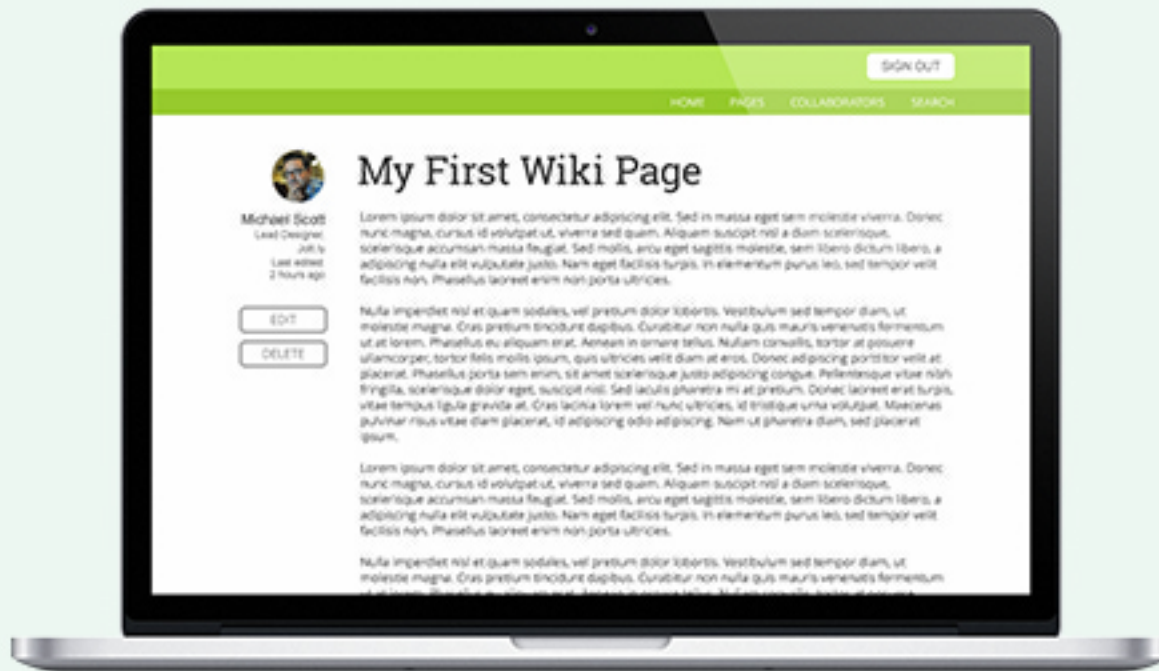 SIGN OUT
HOME PAGES COLLABORATORS SEARCH
My First Wiki Page
Michael Scott
Lead Designer,
Jot.ly
Last edited:
2 hours ago
EDIT
DELETE
Lorem ipsum dolor sit amet, consectetur adipiscing elit. Sed in massa eget sem molestie viverra. Donec
nunc magna, cursus id volutpat ut, viverra sed quam. Aliquam suscipit nisl a diam scelerisque,
scelerisque accumsan massa feugiat. Sed mollis, arcu eget sagittis molestie, sem libero dictum libero, a
adipiscing nulla elit vulputate justo. Nam eget facilisis turpis. In elementum purus leo, sed tempor velit
facilisis non. Phasellus laoreet enim non porta ultricies.
Nulla imperdiet nisl et quam sodales, vel pretium dolor lobortis. Vestibulum sed tempor diam, ut
molestie magna. Cras pretium tincidunt dapibus. Curabitur non nulla quis mauris venenatis fermentum
ut at lorem. Phasellus eu aliquam erat. Aenean in ornare tellus. Nullam convallis, tortor at posuere
ullamcorper, tortor felis mollis ipsum, quis ultricies velit diam at eros. Donec adipiscing porttitor velit at
placerat. Phasellus porta sem enim, sit amet scelerisque justo adipiscing congue. Pellentesque vitae nibh
fringilla, scelerisque dolor eget, suscipit nisl. Sed iaculis pharetra mi at pretium. Donec laoreet erat turpis,
vitae tempus ligula gravida at. Cras lacinia lorem vel nunc ultricies, id tristique urna volutpat. Maecenas
pulvinar risus vitae diam placerat, id adipiscing odio adipiscing. Nam ut pharetra diam, sed placerat
ipsum.
Lorem ipsum dolor sit amet, consectetur adipiscing elit. Sed in massa eget sem molestie viverra. Donec
nunc magna, cursus id volutpat ut, viverra sed quam. Aliquam suscipit nisl a diam scelerisque,
scelerisque accumsan massa feugiat. Sed mollis, arcu eget sagittis molestie, sem libero dictum libero, a
adipiscing nulla elit vulputate justo. Nam eget facilisis turpis. In elementum purus leo, sed tempor velit
facilisis non. Phasellus laoreet enim non porta ultricies.
Nulla imperdiet nisl et quam sodales, vel pretium dolor lobortis. Vestibulum sed tempor diam, ut
molestie magna. Cras pretium tincidunt dapibus. Curabitur non nulla quis mauris venenatis fermentum